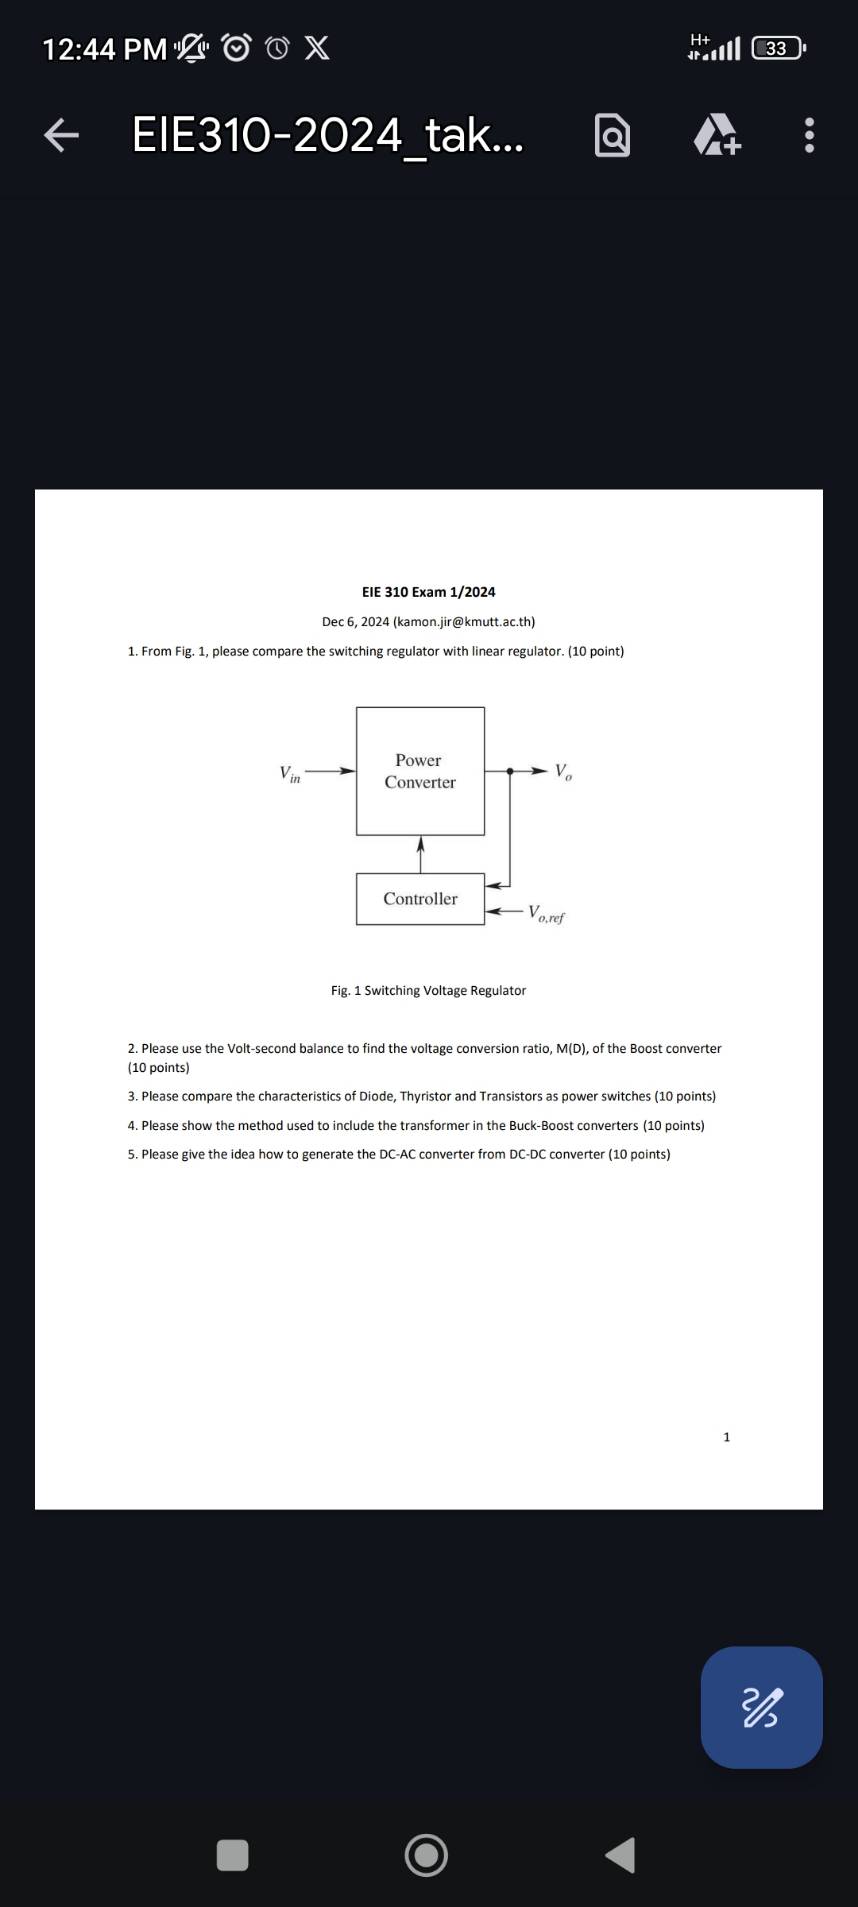 12:44 PM
H+
33
EIE310-2024_tak...
EIE 310 Exam 1/2024
Dec 6, 2024 (kamon.jir@kmutt.ac.th)
1. From Fig. 1, please compare the switching regulator with linear regulator. (10 point)
Power
Converter
Vin
Vo
Controller
Vo,ref
Fig. 1 Switching Voltage Regulator
2. Please use the Volt-second balance to find the voltage conversion ratio, M(D), of the Boost converter
(10 points)
3. Please compare the characteristics of Diode, Thyristor and Transistors as power switches (10 points)
4. Please show the method used to include the transformer in the Buck-Boost converters (10 points)
5. Please give the idea how to generate the DC-AC converter from DC-DC converter (10 points)
1